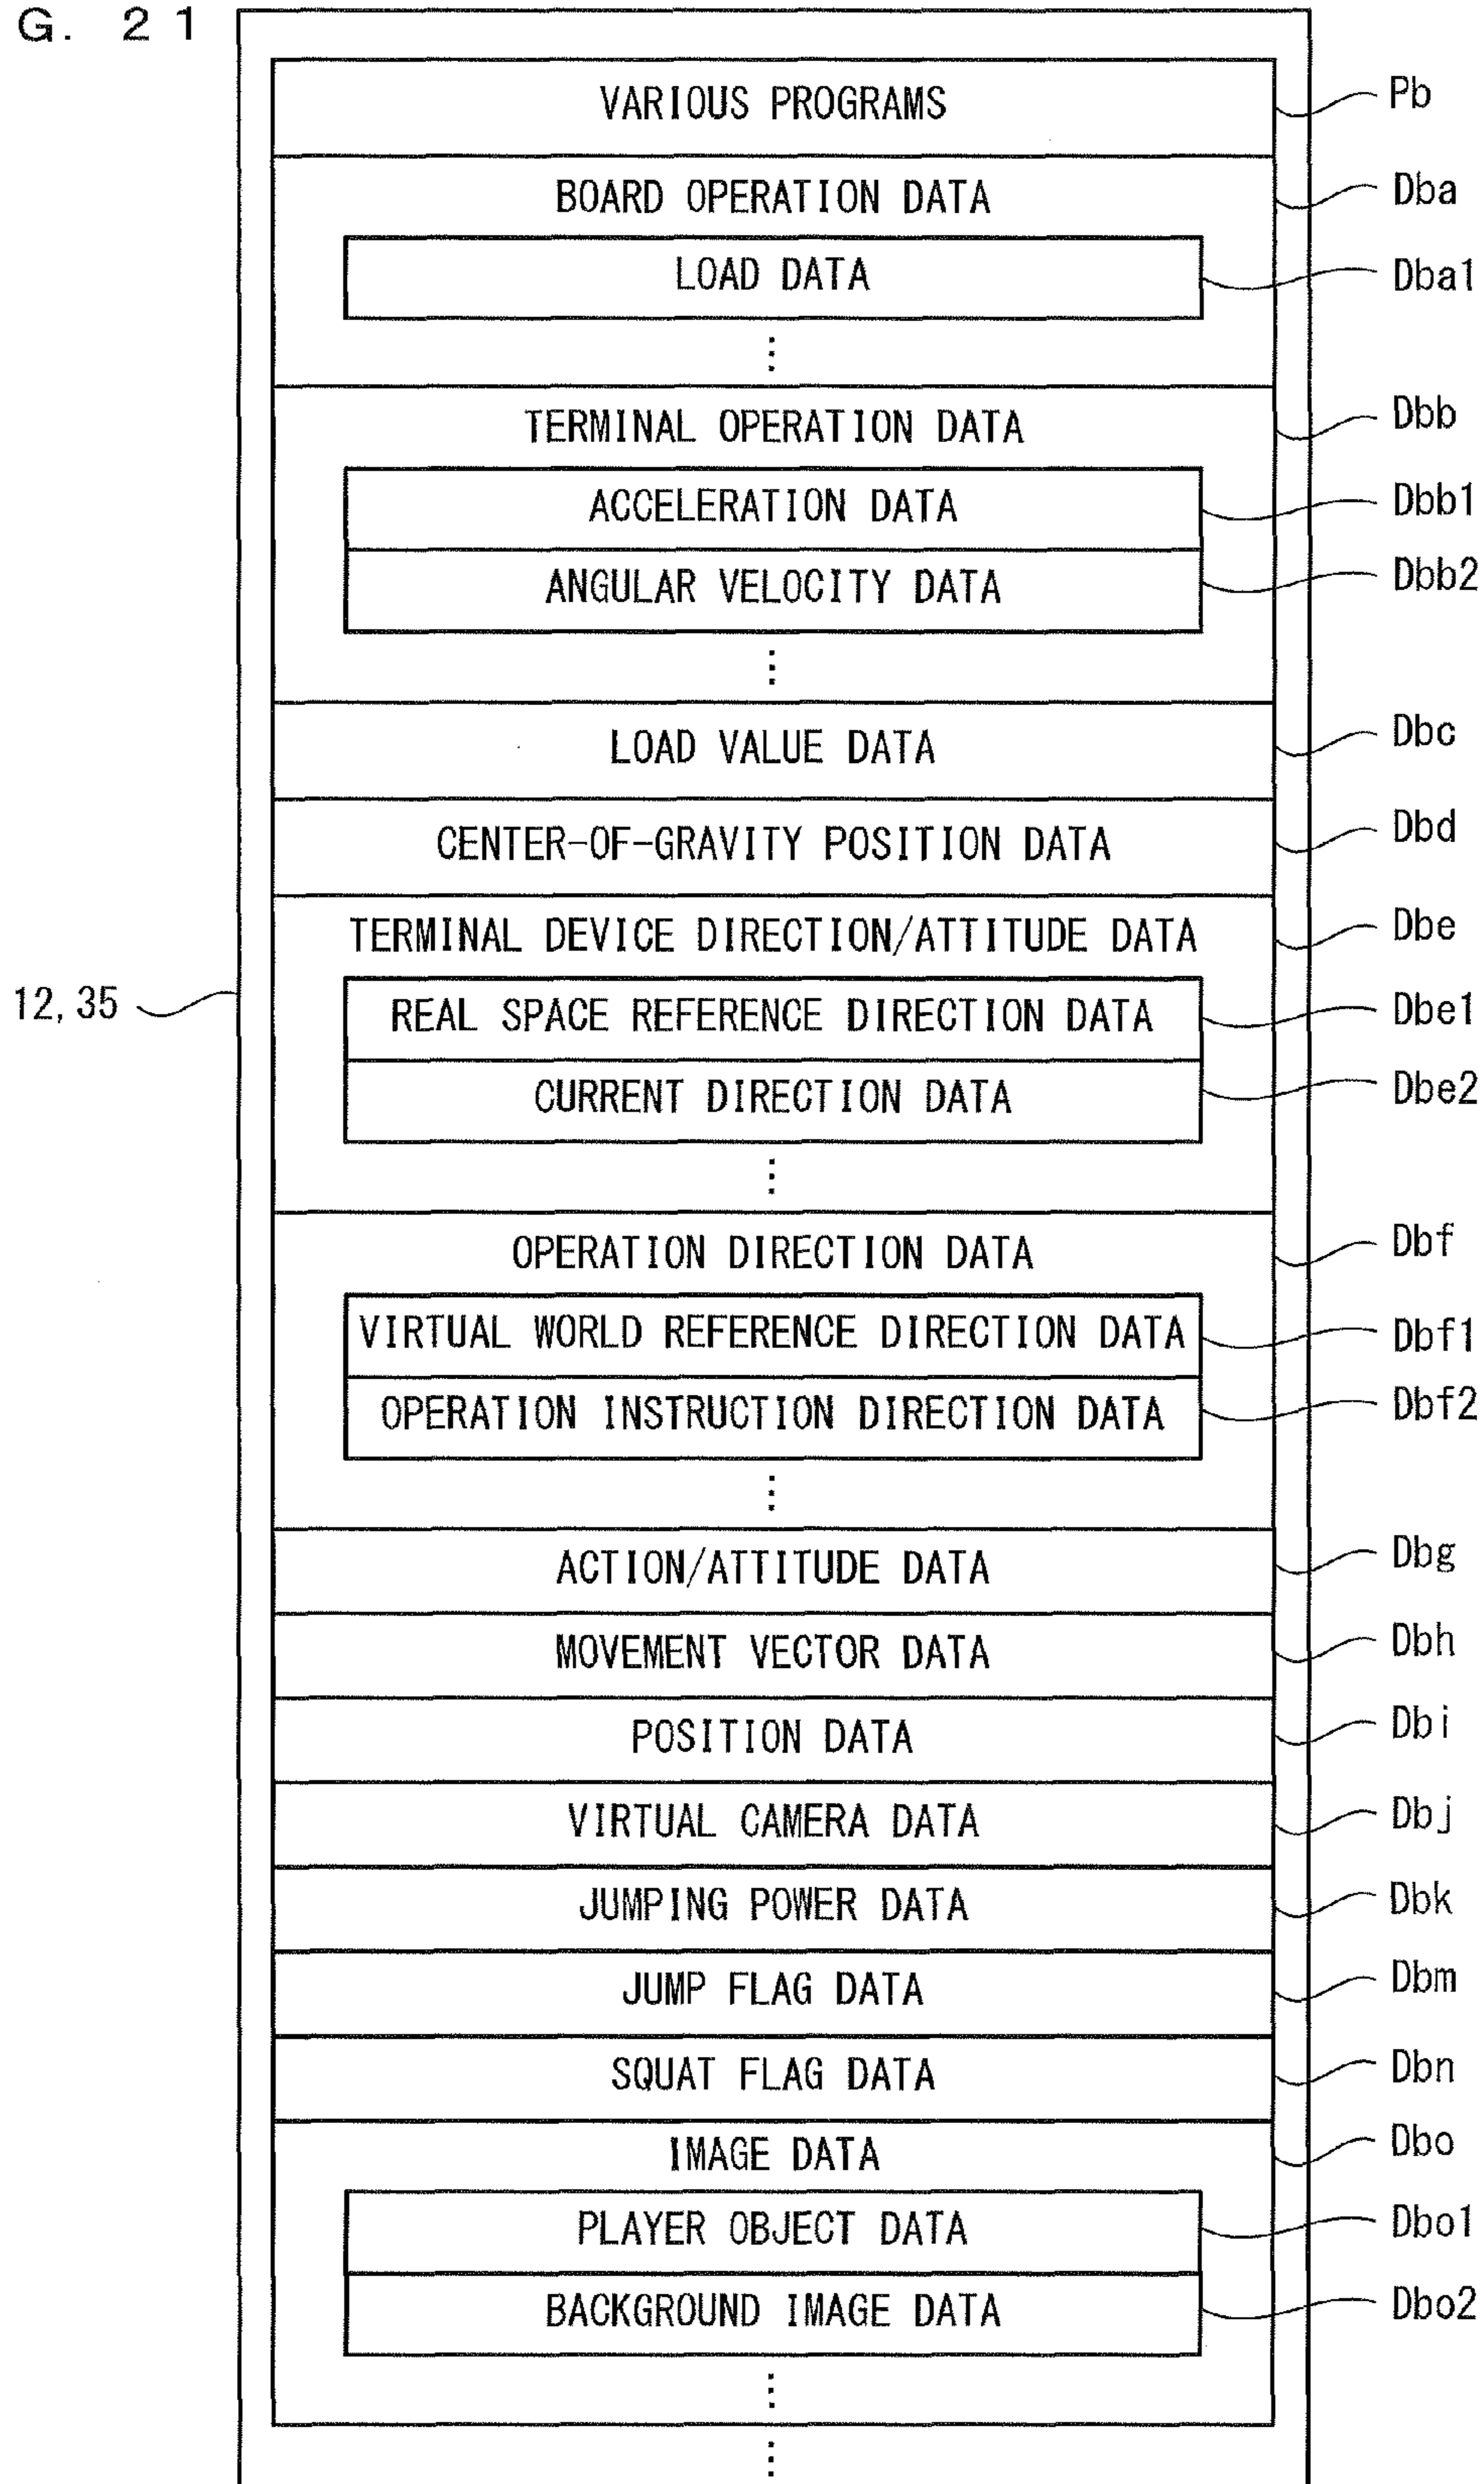 G. 21
VARIOUS PROGRAMS Pb
BOARD OPERATION DATA Dba
LOAD DATA Dba1
TERMINAL OPERATION DATA Dbb
ACCELERATION DATA Dbb1
ANGULAR VELOCITY DATA Dbb2
LOAD VALUE DATA Dbc
CENTER-OF-GRAVITY POSITION DATA Dbd
TERMINAL DEVICE DIRECTION/ATTITUDE DATA Dbe
12,35 REAL SPACE REFERENCE DIRECTION DATA Dbe1
CURRENT DIRECTION DATA Dbe2
OPERATION DIRECTION DATA Dbf
VIRTUAL WORLD REFERENCE DIRECTION DATA Dbf1
OPERATION INSTRUCTION DIRECTION DATA Dbf2
ACTION/ATTITUDE DATA Dbg
MOVEMENT VECTOR DATA Dbh
POSITION DATA Dbi
VIRTUAL CAMERA DATA Dbj
JUMPING POWER DATA Dbk
JUMP FLAG DATA Dbm
SQUAT FLAG DATA Dbn
IMAGE DATA Dbo
PLAYER OBJECT DATA Dbo1
BACKGROUND IMAGE DATA Dbo2